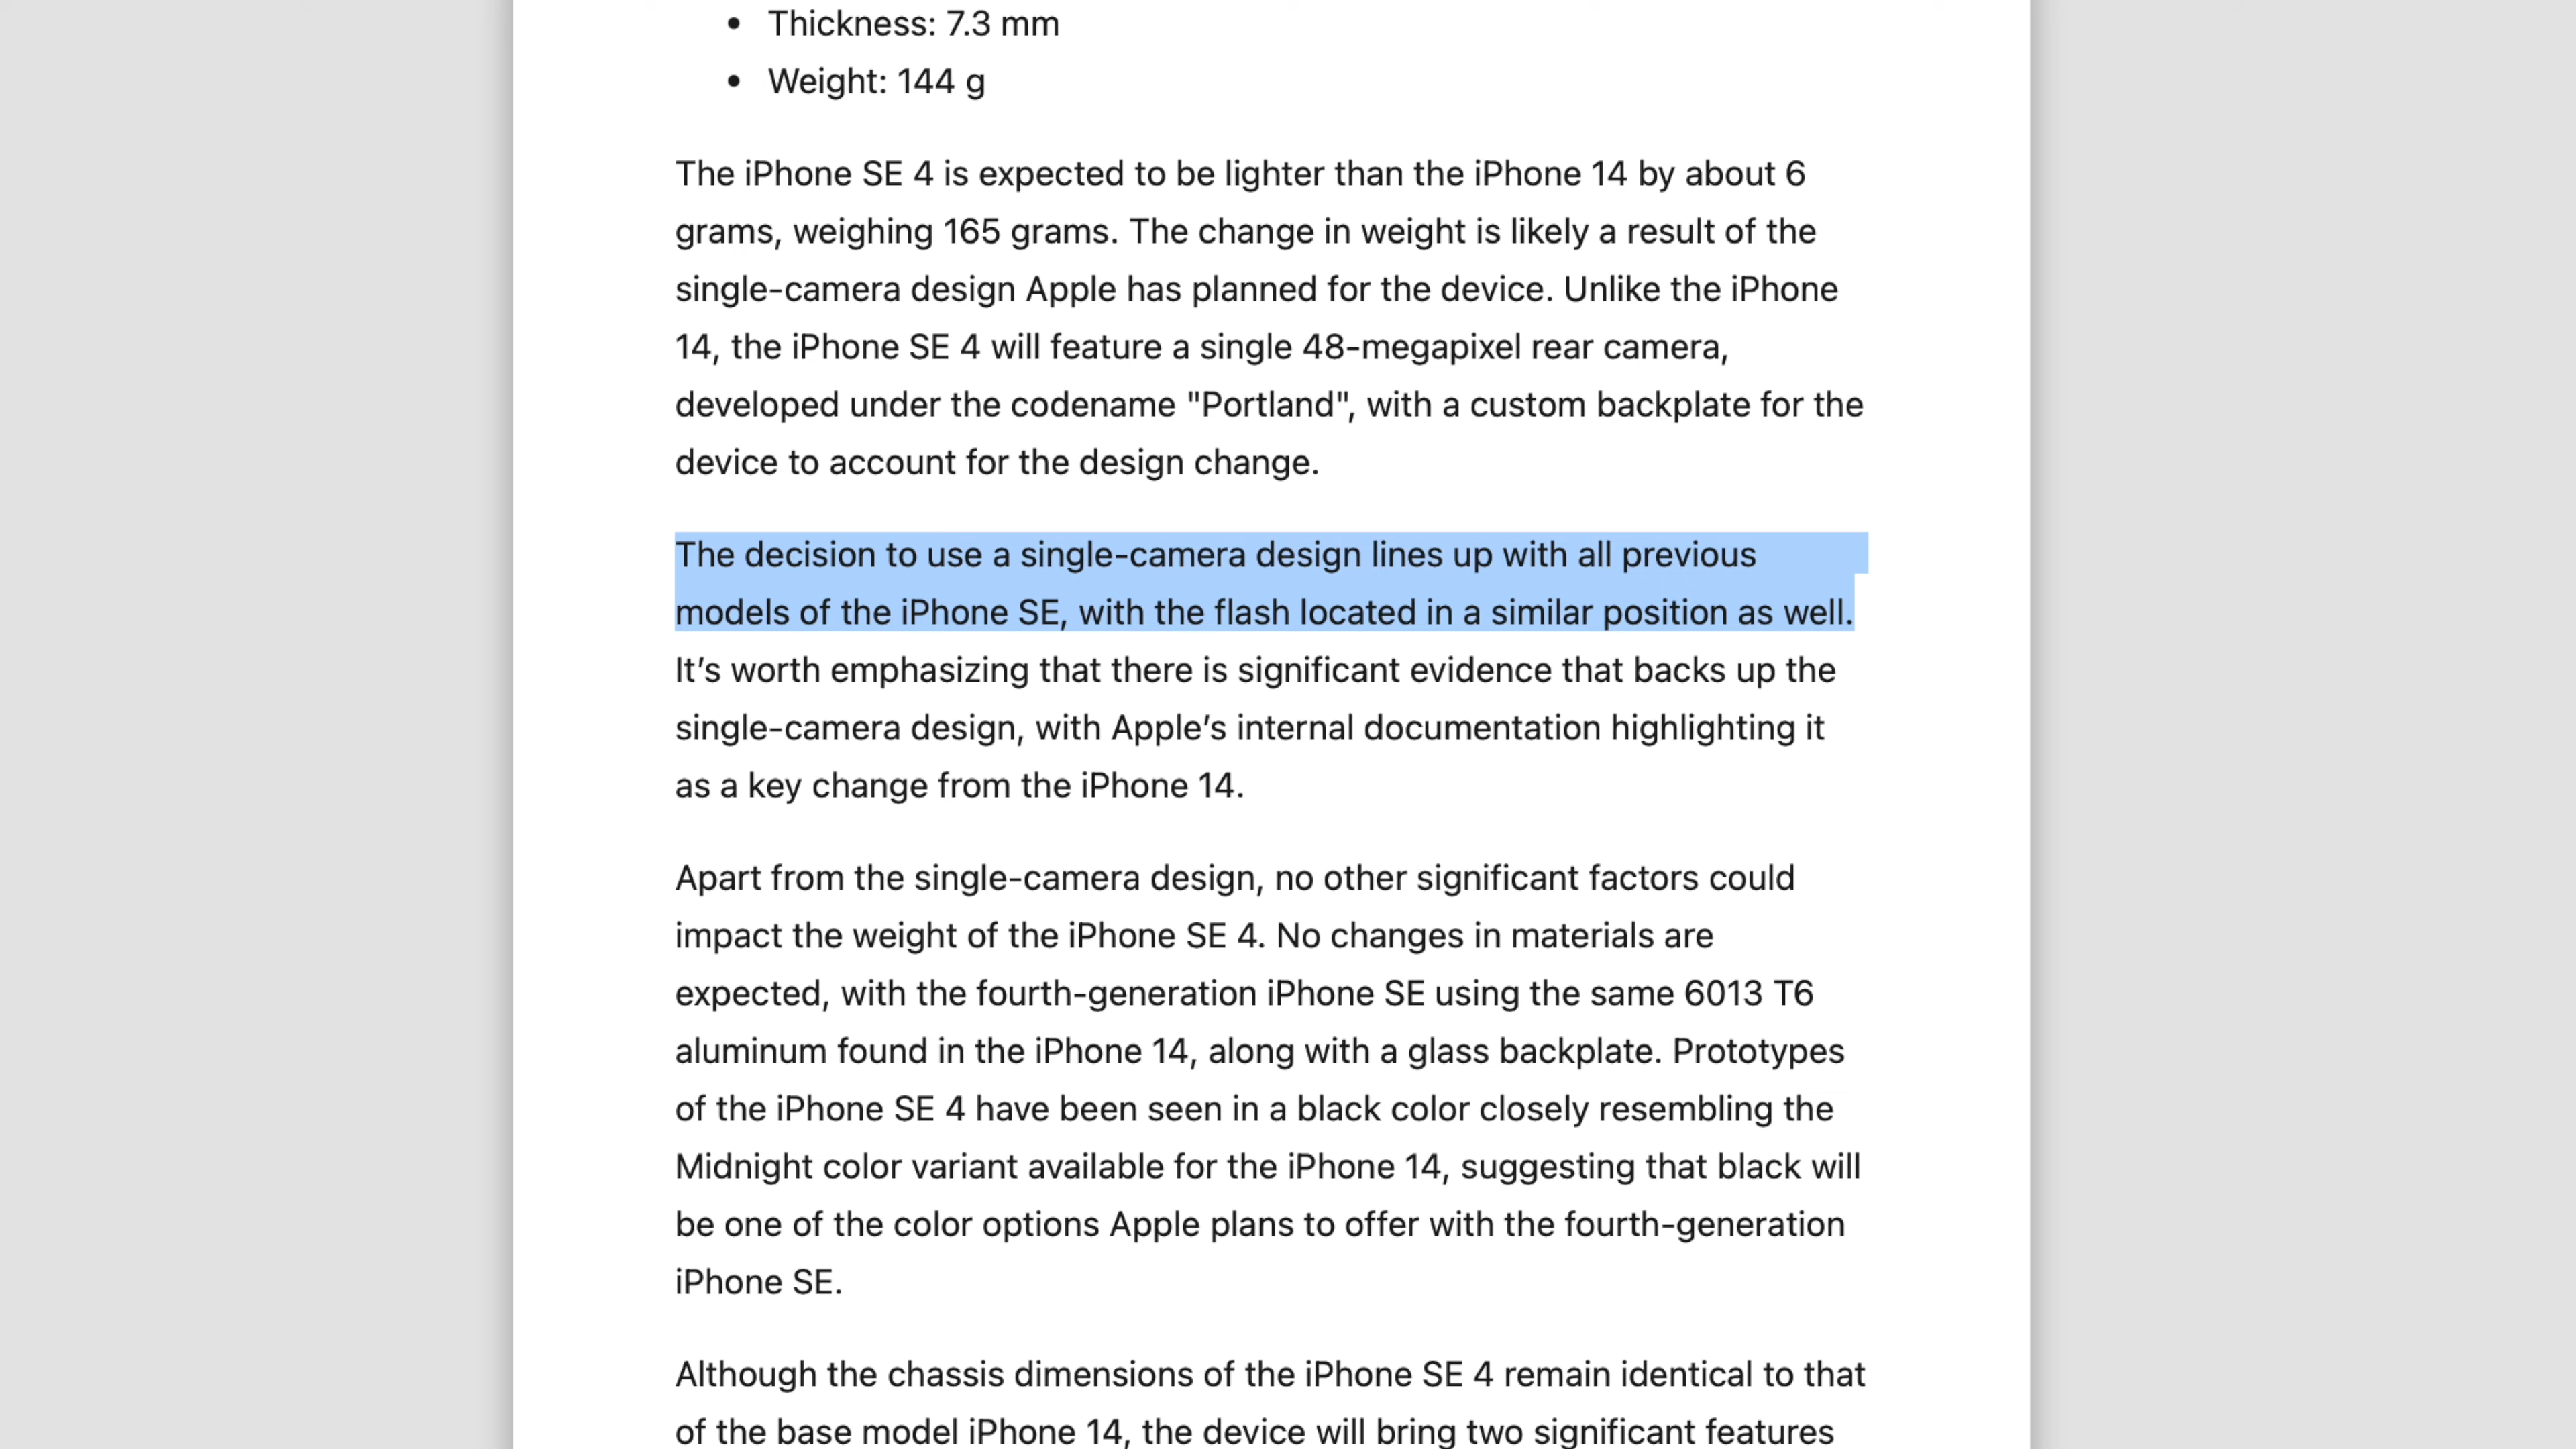 • Thickness: 7.3 mm
• Weight: 144 g
The iPhone SE 4 is expected to be lighter than the iPhone 14 by about 6
grams, weighing 165 grams. The change in weight is likely a result of the
single-camera design Apple has planned for the device. Unlike the iPhone
14, the iPhone SE 4 will feature a single 48-megapixel rear camera,
developed under the codename "Portland", with a custom backplate for the
device to account for the design change.
The decision to use a single-camera design lines up with all previous
models of the iPhone SE, with the flash located in a similar position as well.
It’s worth emphasizing that there is significant evidence that backs up the
single-camera design, with Apple’s internal documentation highlighting it
as a key change from the iPhone 14.
Apart from the single-camera design, no other significant factors could
impact the weight of the iPhone SE 4. No changes in materials are
expected, with the fourth-generation iPhone SE using the same 6013 T6
aluminum found in the iPhone 14, along with a glass backplate. Prototypes
of the iPhone SE 4 have been seen in a black color closely resembling the
Midnight color variant available for the iPhone 14, suggesting that black will
be one of the color options Apple plans to offer with the fourth-generation
iPhone SE.
Although the chassis dimensions of the iPhone SE 4 remain identical to that
of the base model iPhone 14, the device will bring two significant features